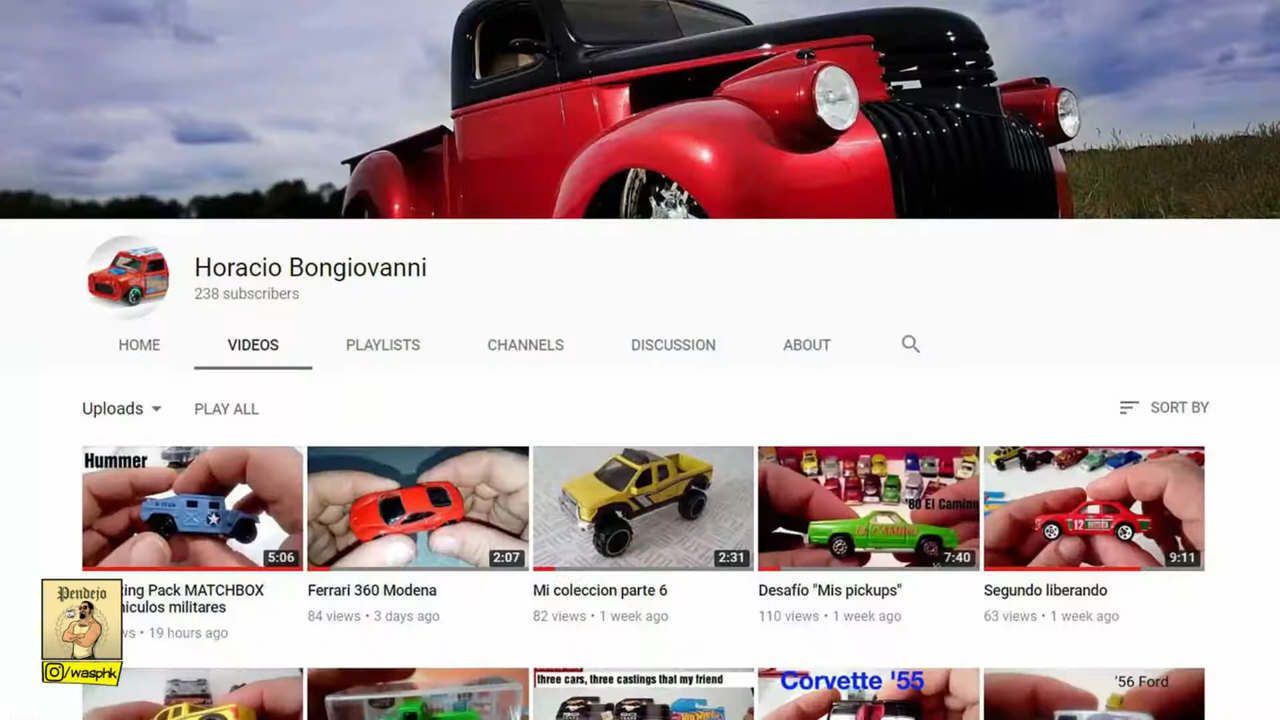 Horacio Bongiovanni
238 subscribers
HOME
VIDEOS
PLAYLISTS
CHANNELS
DISCUSSION
ABOUT
Uploads
PLAY ALL
SORT BY
Hummer
5:06
2:07
2:31
'80 El Camino
7:40
12
9:11
ing Pack MATCHBOX
hiculos militares
19 hours ago
Ferrari 360 Modena
84 views • 3 days ago
Mi coleccion parte 6
82 views • 1 week ago
Desafío "Mis pickups"
110 views • 1 week ago
Segundo liberando
63 views • 1 week ago
Pendejo
/wasphk
three cars, three castings that my friend
Corvette '55
'56 Ford